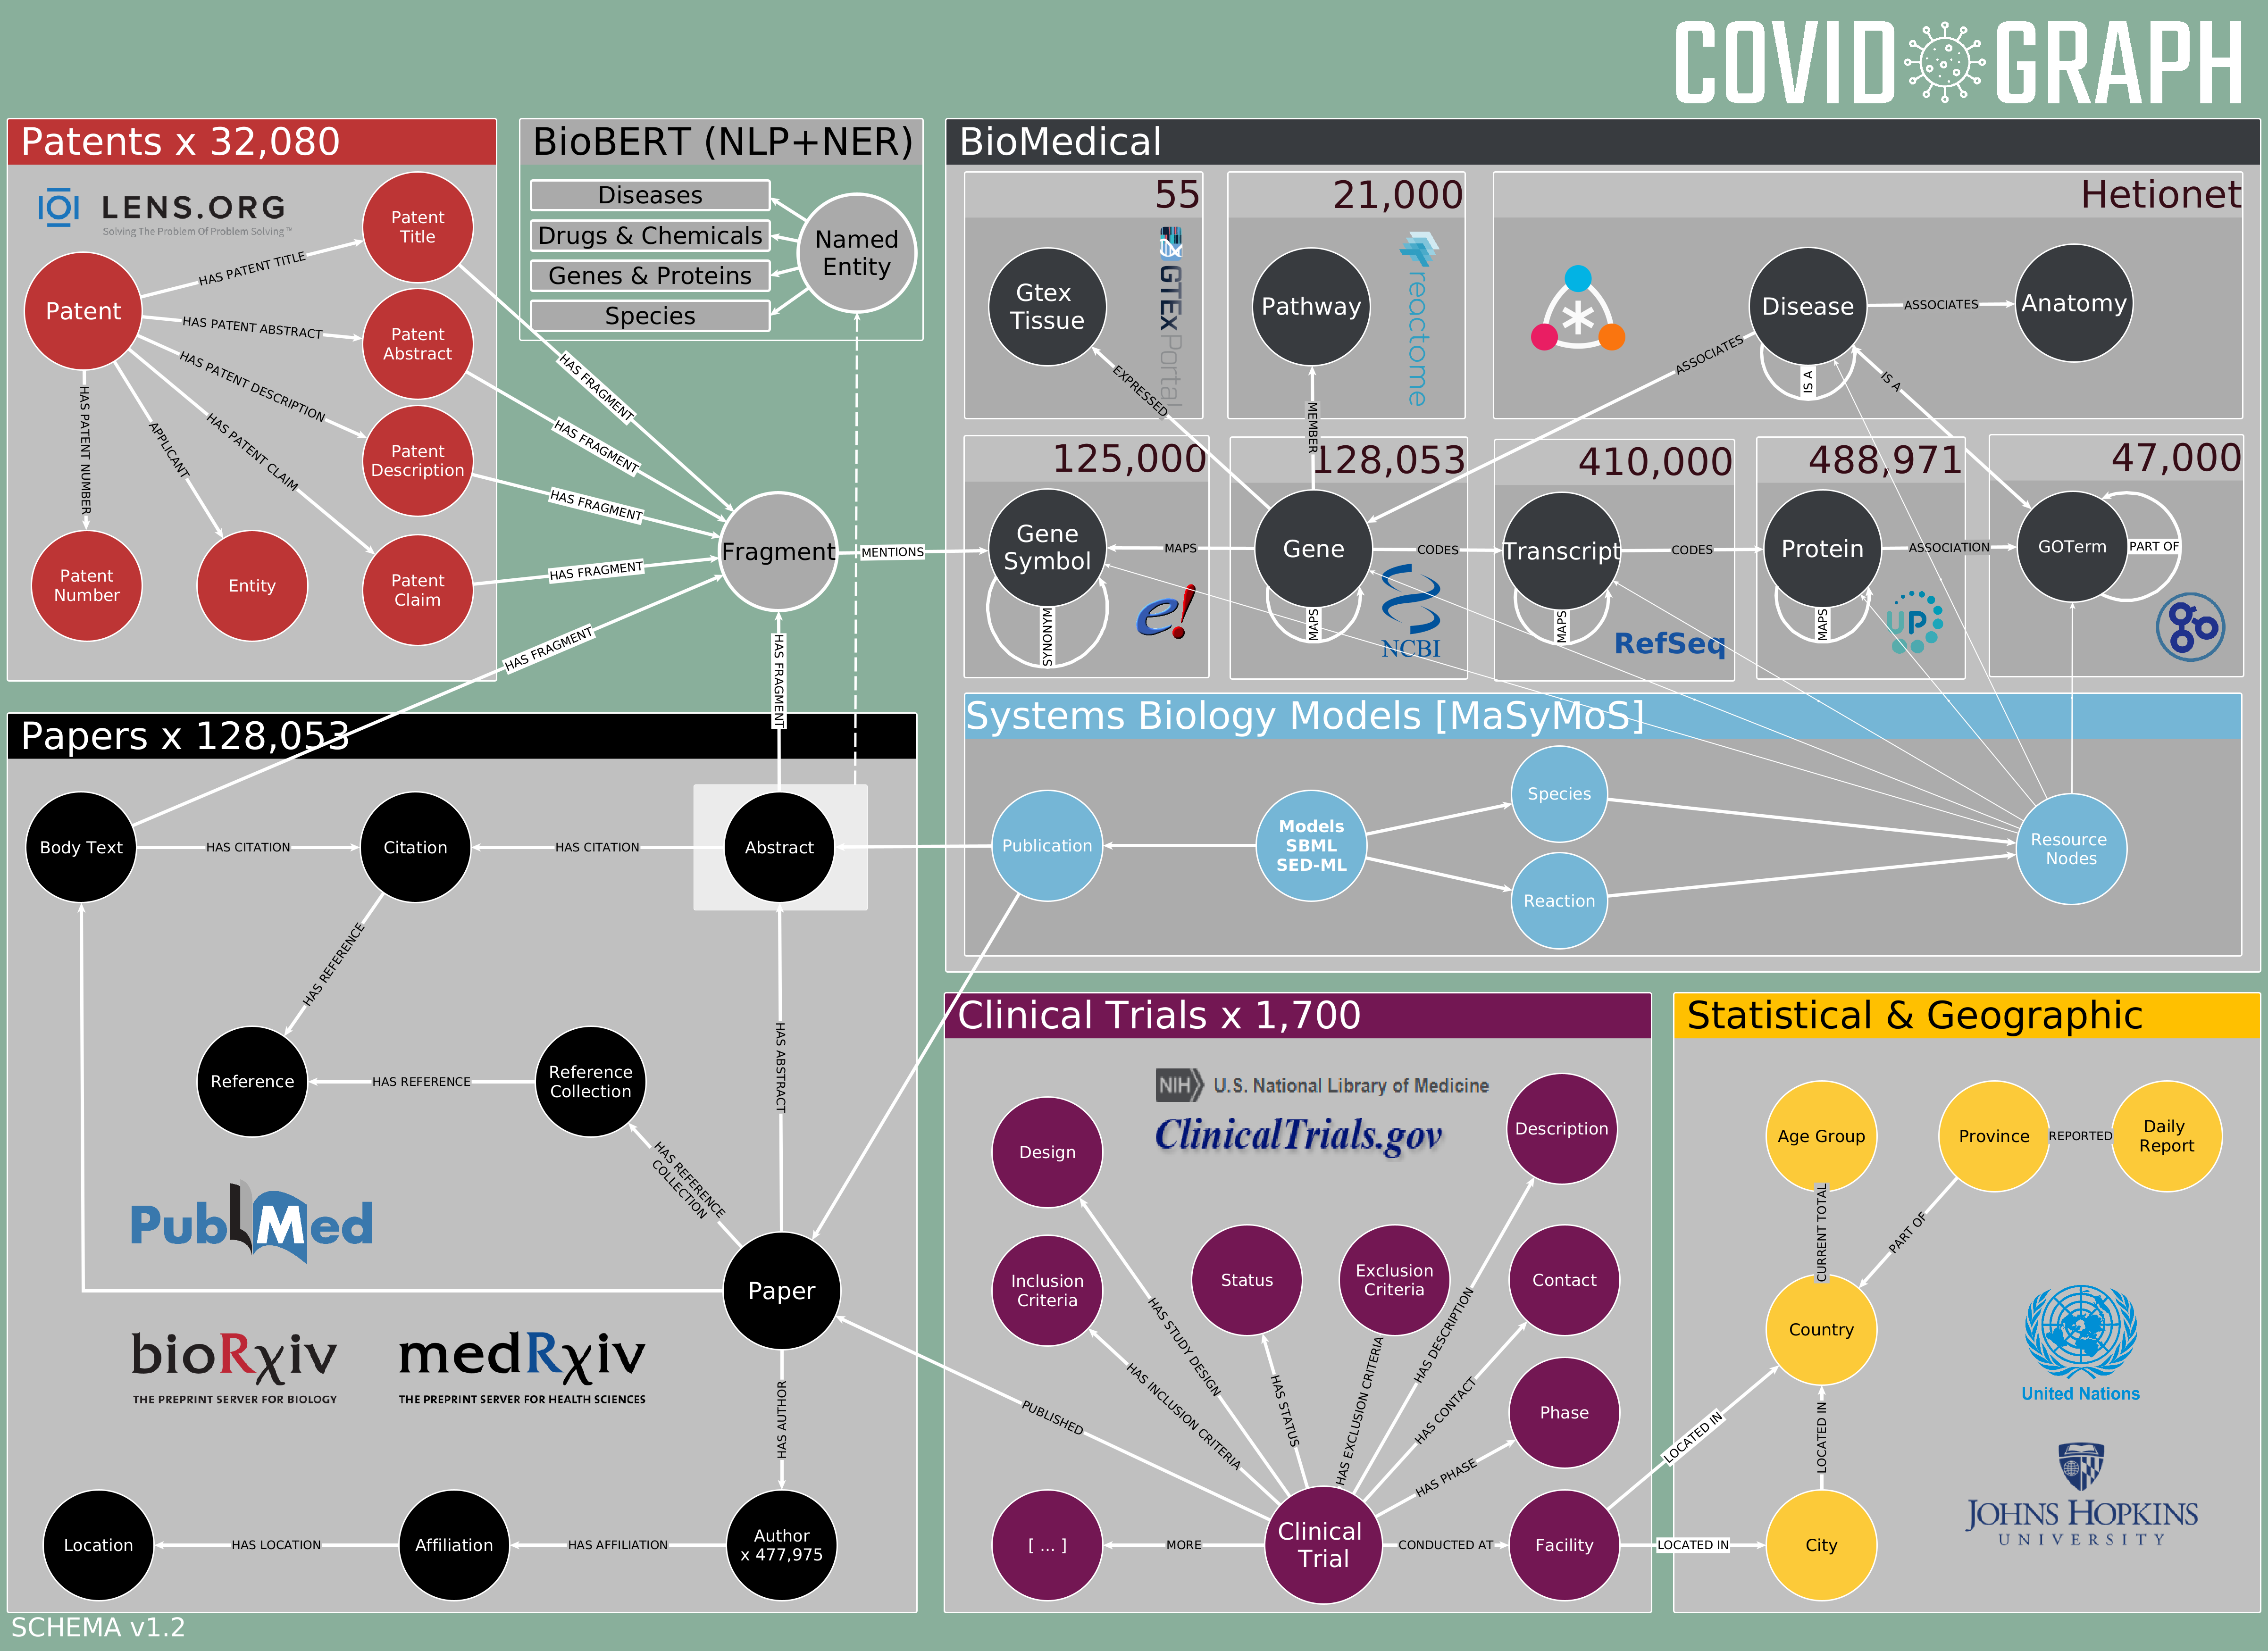 COVID GRAPH
Patents x 32,080
LENS.ORG
Solving The Problem Of Problem Solving™
Patent
HAS PATENT TITLE
HAS PATENT ABSTRACT
HAS PATENT DESCRIPTION
HAS PATENT CLAIM
APPLICANT
HAS PATENT NUMBER
Patent
Title
Patent
Abstract
Patent
Description
Patent
Claim
Entity
Patent
Number
BioBERT (NLP+NER)
Diseases
Drugs & Chemicals
Genes & Proteins
Species
Named
Entity
HAS FRAGMENT
HAS FRAGMENT
HAS FRAGMENT
HAS FRAGMENT
HAS FRAGMENT
HAS FRAGMENT
Fragment
MENTIONS
BioMedical
55
Gtex
Tissue
GTExPortal
EXPRESSED
21,000
Pathway
reactome
MEMBER
Hetionet
Disease
ASSOCIATES
Anatomy
ASSOCIATES
IS A
IS A
125,000
Gene
Symbol
SYNONYM
e!
MAPS
128,053
Gene
MAPS
NCBI
CODES
410,000
Transcript
MAPS
RefSeq
CODES
488,971
Protein
MAPS
UP
ASSOCIATION
47,000
GOTerm
PART OF
go
Systems Biology Models [MaSyMoS]
Publication
Models
SBML
SED-ML
Species
Reaction
Resource
Nodes
Papers x 128,053
Body Text
HAS CITATION
Citation
HAS CITATION
Abstract
HAS REFERENCE
Reference
HAS REFERENCE
Reference
Collection
HAS REFERENCE
COLLECTION
HAS ABSTRACT
PubMed
Paper
bioRxiv
THE PREPRINT SERVER FOR BIOLOGY
medRxiv
THE PREPRINT SERVER FOR HEALTH SCIENCES
HAS AUTHOR
Location
HAS LOCATION
Affiliation
HAS AFFILIATION
Author
x 477,975
Clinical Trials x 1,700
NIH U.S. National Library of Medicine
ClinicalTrials.gov
Design
Description
Inclusion
Criteria
Status
Exclusion
Criteria
Contact
Phase
HAS STUDY DESIGN
HAS INCLUSION CRITERIA
HAS STATUS
HAS EXCLUSION CRITERIA
HAS DESCRIPTION
HAS CONTACT
HAS PHASE
PUBLISHED
[ ... ]
MORE
Clinical
Trial
CONDUCTED AT
Facility
LOCATED IN
LOCATED IN
Statistical & Geographic
Age Group
Province
REPORTED
Daily
Report
CURRENT TOTAL
PART OF
Country
United Nations
LOCATED IN
City
JOHNS HOPKINS
UNIVERSITY
SCHEMA v1.2